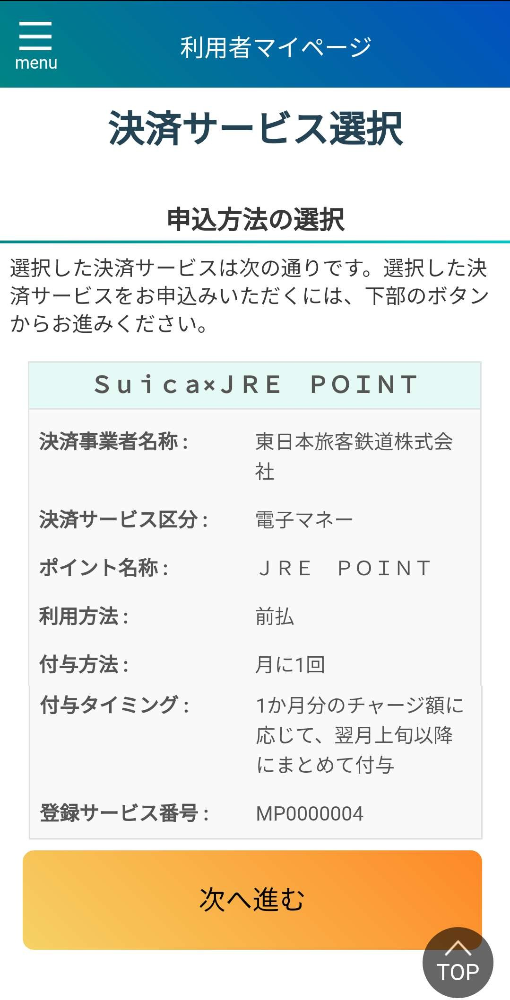 menu
利用者マイページ
決済サービス選択
申込方法の選択
選択した決済サービスは次の通りです。選択した決
済サービスをお申込みいただくには、下部のボタン
からお進みください。
Ｓｕｉｃａ×ＪＲＥ　ＰＯＩＮＴ
決済事業者名称 : 東日本旅客鉄道株式会
社
決済サービス区分 : 電子マネー
ポイント名称 : ＪＲＥ　ＰＯＩＮＴ
利用方法 : 前払
付与方法 : 月に1回
付与タイミング : 1か月分のチャージ額に
応じて、翌月上旬以降
にまとめて付与
登録サービス番号 : MP0000004
次へ進む
TOP